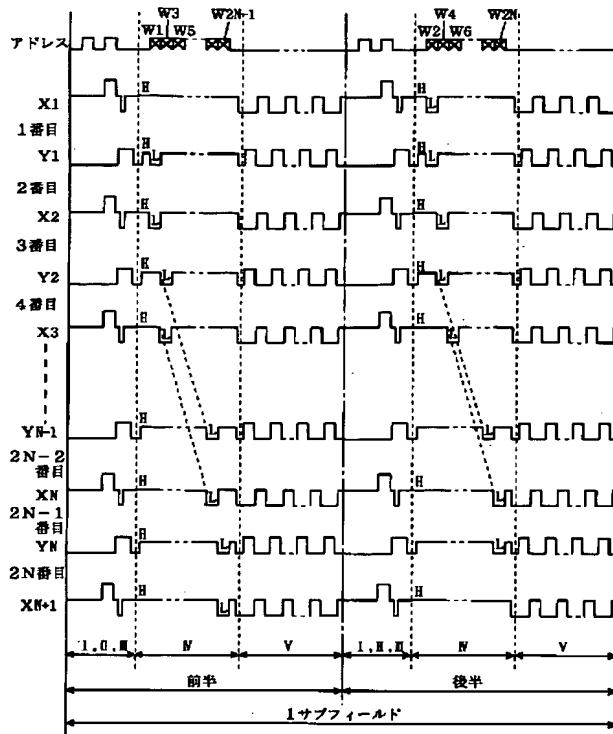 W3 W4
W1 W5 W2N-1 W2 W6 W2N
アドレス
H H
X1 L
1番目
H H
Y1 L L
2番目
H H
X2 L L
3番目
H H
Y2 L L
4番目
H H
X3 L L
H H
YN-1 L L
2N-2
番目
H H
XN L L
2N-1
番目
H H
YN L L
2N番目
H H
XN+1 L
I,II,III IV V I,II,III IV V
前半 後半
1サブフィールド